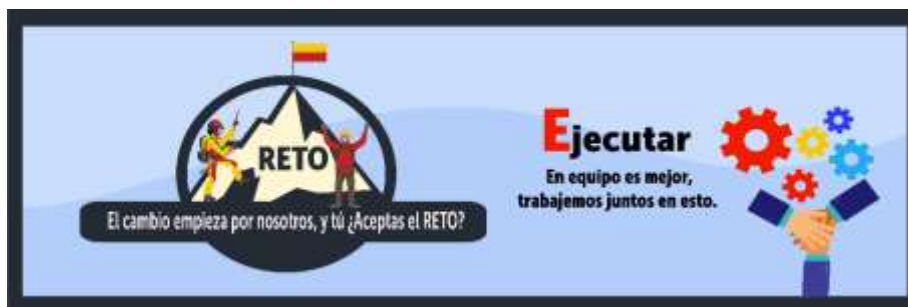 RETO
El cambio empieza por nosotros, y tú ¿Aceptas el RETO?
Ejecutar
En equipo es mejor,
trabajemos juntos en esto.